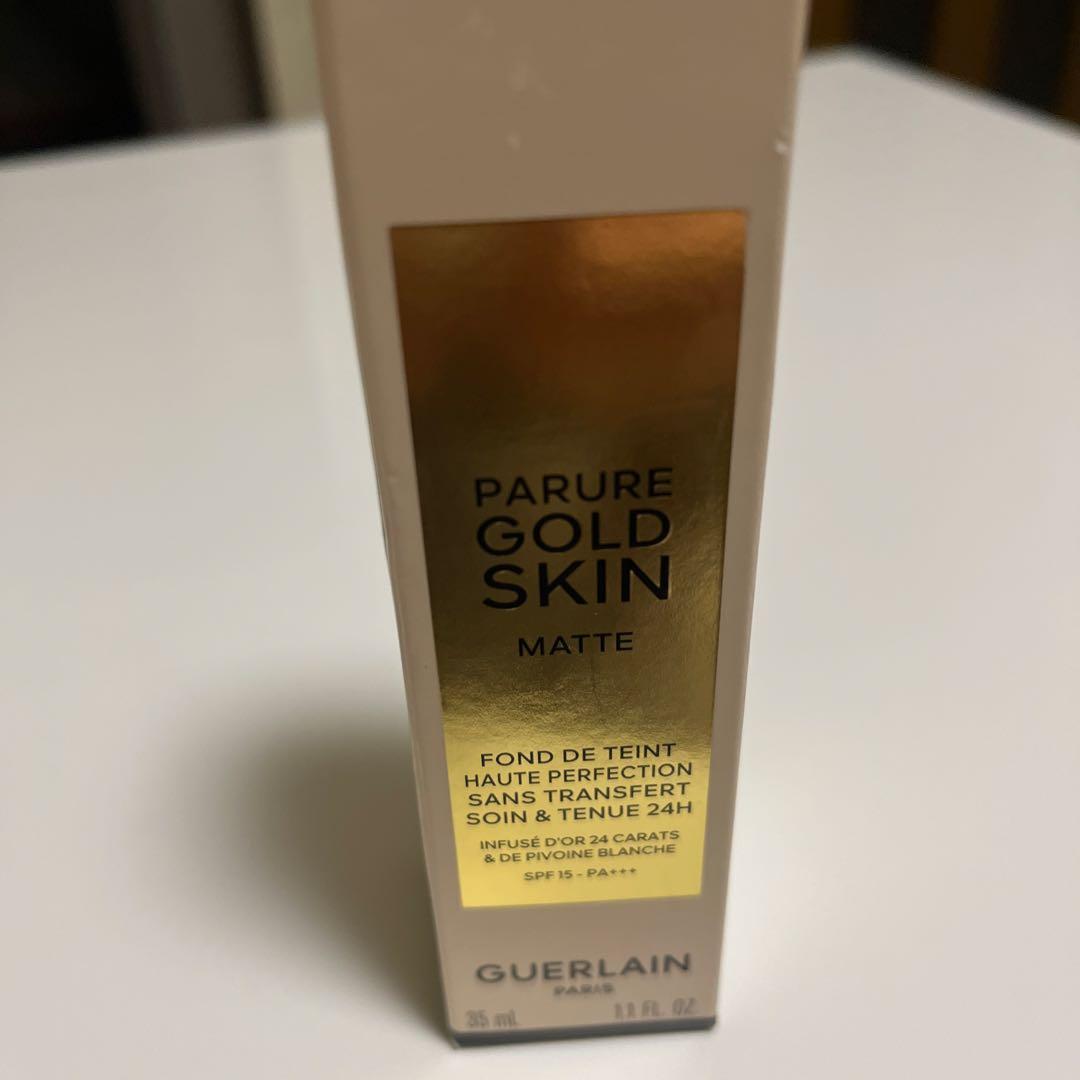 PARURE
GOLD
SKIN
MATTE
FOND DE TEINT
HAUTE PERFECTION
SANS TRANSFERT
SOIN & TENUE 24H
INFUSÉ D'OR 24 CARATS
& DE PIVOINE BLANCHE
SPF 15 - PA+++
GUERLAIN
PARIS
35 ml 1.1 FL. OZ.